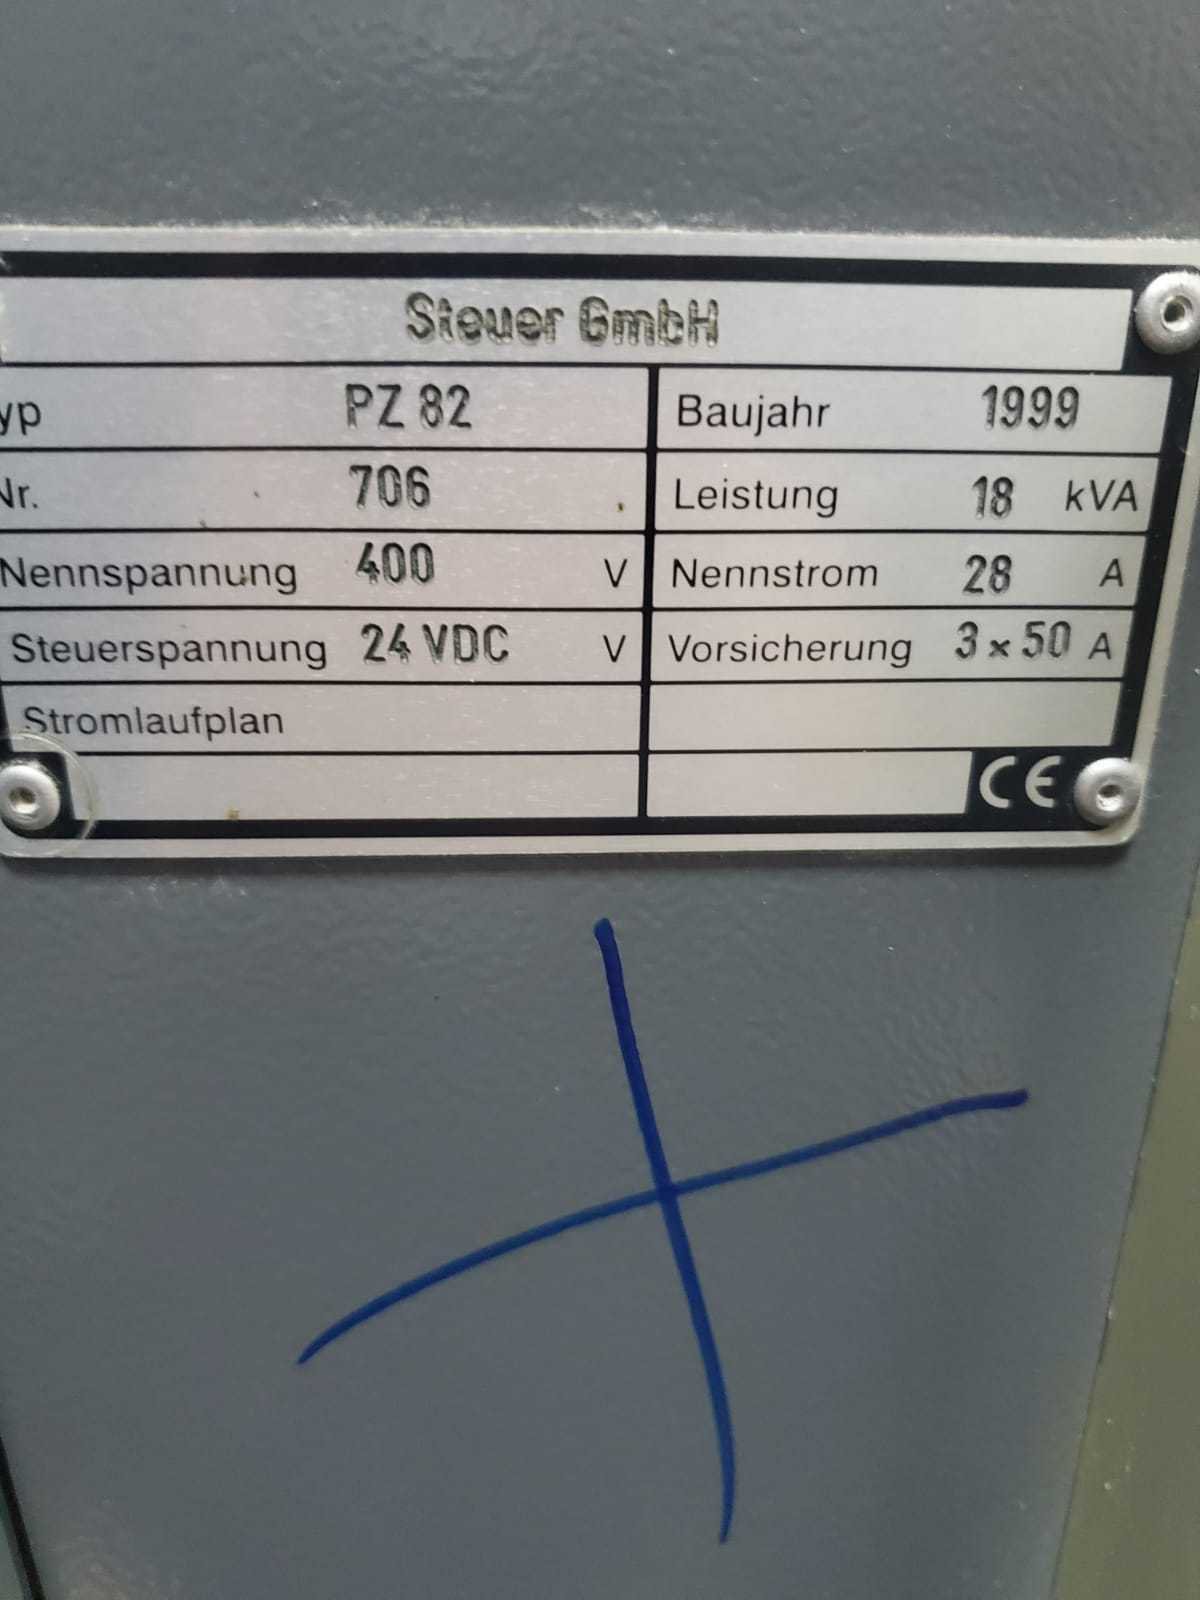 Steuer GmbH
yp PZ 82 Baujahr 1999
Nr. 706 Leistung 18 kVA
Nennspannung 400 V Nennstrom 28 A
Steuerspannung 24 VDC V Vorsicherung 3 x 50 A
Stromlaufplan
CE